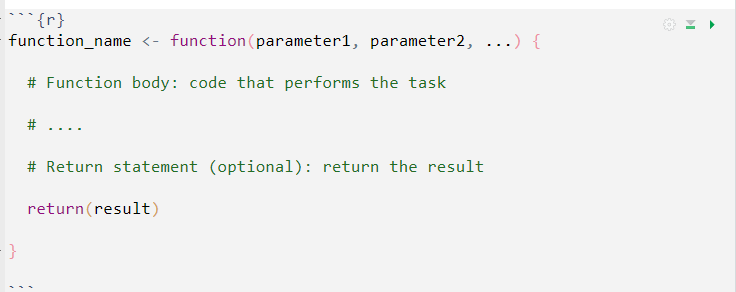 ```{r}
function_name <- function(parameter1, parameter2, ...) {
# Function body: code that performs the task
# ....
# Return statement (optional): return the result
return(result)
}
```